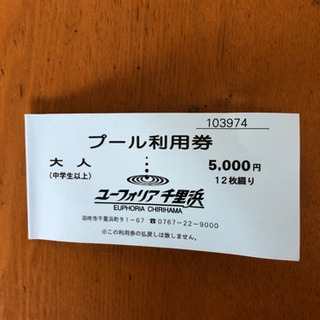 103974
プール利用券
大人 5,000円
(中学生以上) 12枚綴り
ユーフォリア千里浜
EUPHORIA CHIRIHAMA
羽咋市千里浜町タ1-67 ☎0767-22-9000
※この利用券の払戻しは致しません。